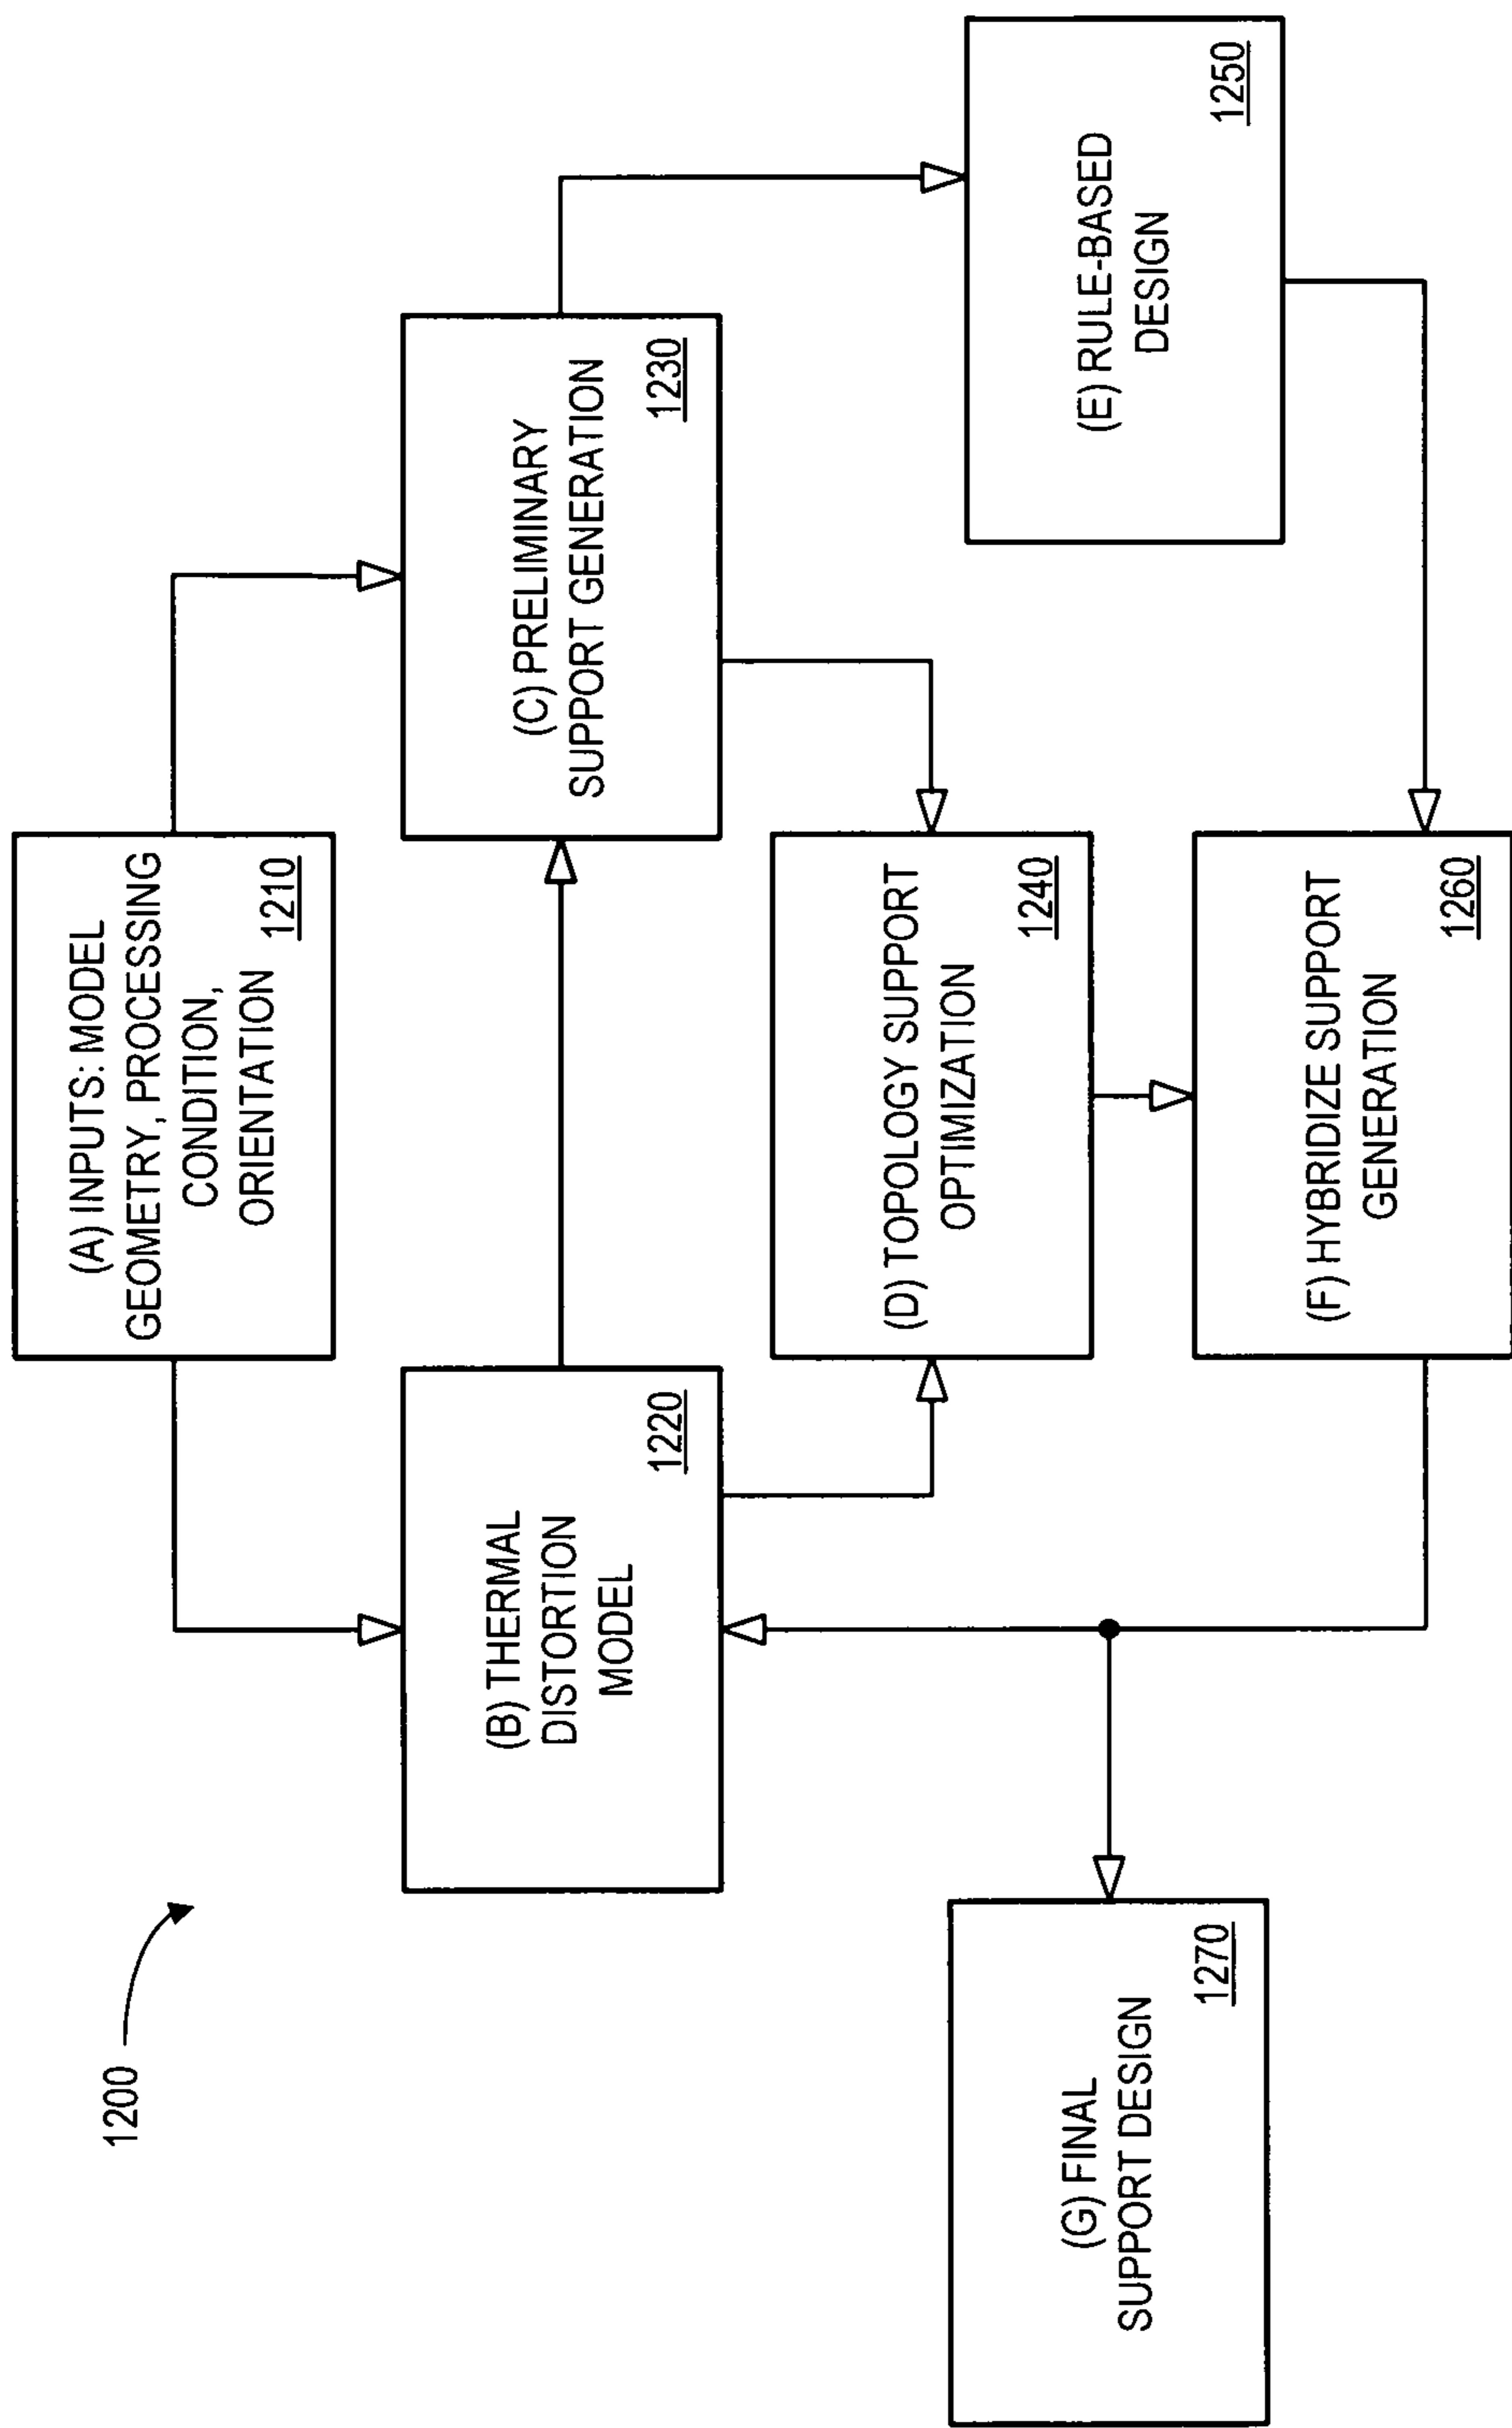 1200
(A) INPUTS: MODEL
GEOMETRY, PROCESSING
CONDITION,
ORIENTATION
1210
(B) THERMAL
DISTORTION
MODEL
1220
(C) PRELIMINARY
SUPPORT GENERATION
1230
(D) TOPOLOGY SUPPORT
OPTIMIZATION
1240
(E) RULE-BASED
DESIGN
1250
(F) HYBRIDIZE SUPPORT
GENERATION
1260
(G) FINAL
SUPPORT DESIGN
1270